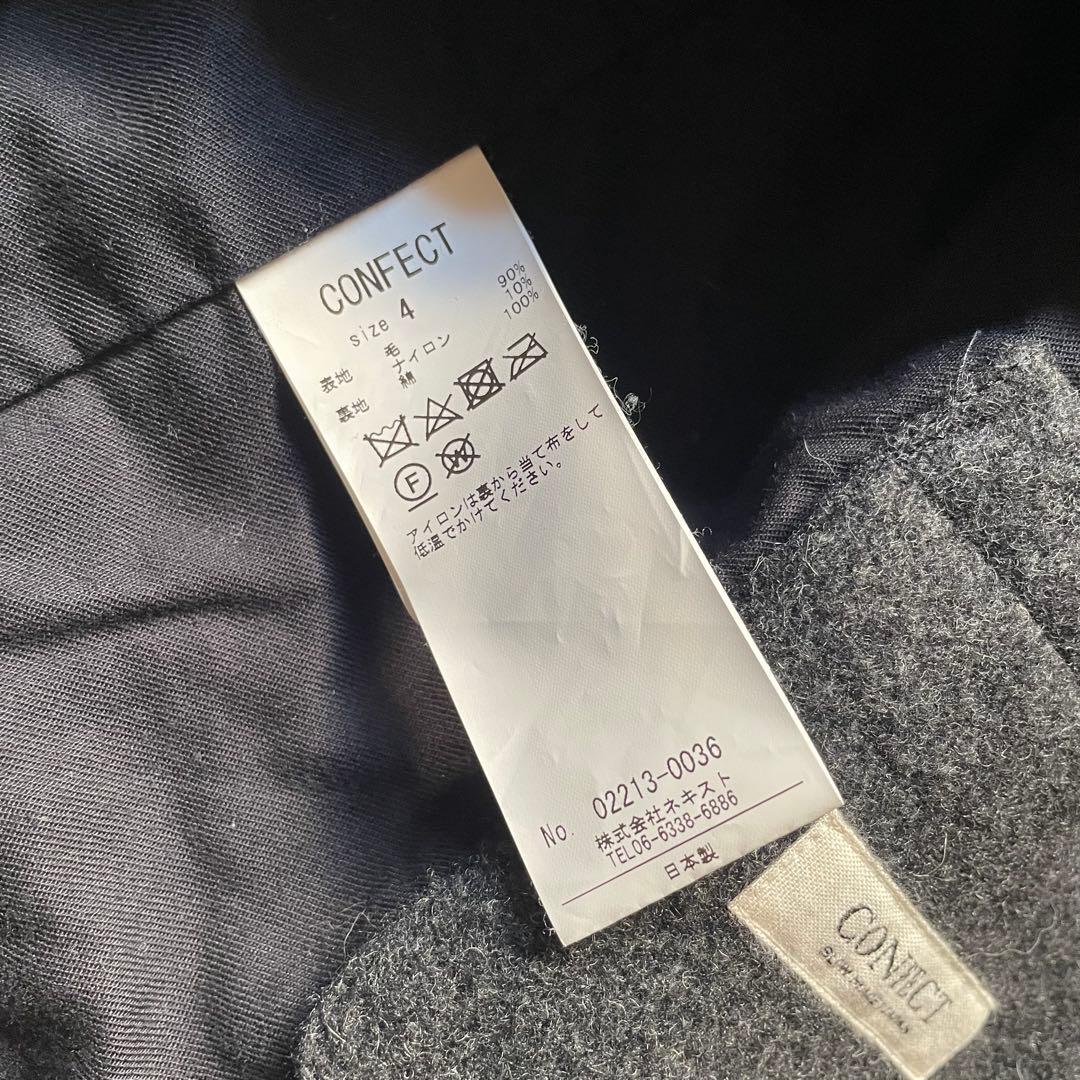 CONFECT
size 4
表地 毛 90%
ナイロン 10%
裏地 綿 100%
F
W
アイロンは裏から当て布をして
低温でかけてください。
No. 02213-0036
株式会社ネキスト
TEL06-6338-6886
日本製
CONFECT